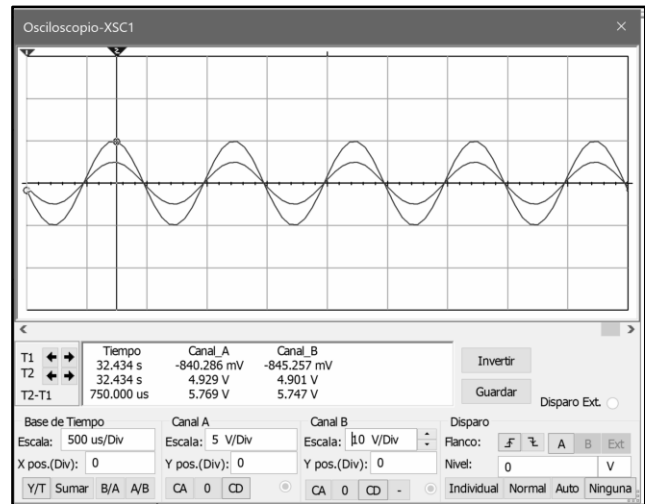 Osciloscopio-XSC1 ×
1 2
Tiempo Canal_A Canal_B
T1 32.434 s -840.286 mV -845.257 mV
T2 32.434 s 4.929 V 4.901 V
T2-T1 750.000 us 5.769 V 5.747 V
Invertir
Guardar
Disparo Ext.
Base de Tiempo
Escala: 500 us/Div
X pos.(Div): 0
Y/T Sumar B/A A/B
Canal A
Escala: 5 V/Div
Y pos.(Div): 0
CA 0 CD
Canal B
Escala: 10 V/Div
Y pos.(Div): 0
CA 0 CD -
Disparo
Flanco: A B Ext
Nivel: 0 V
Individual Normal Auto Ninguna